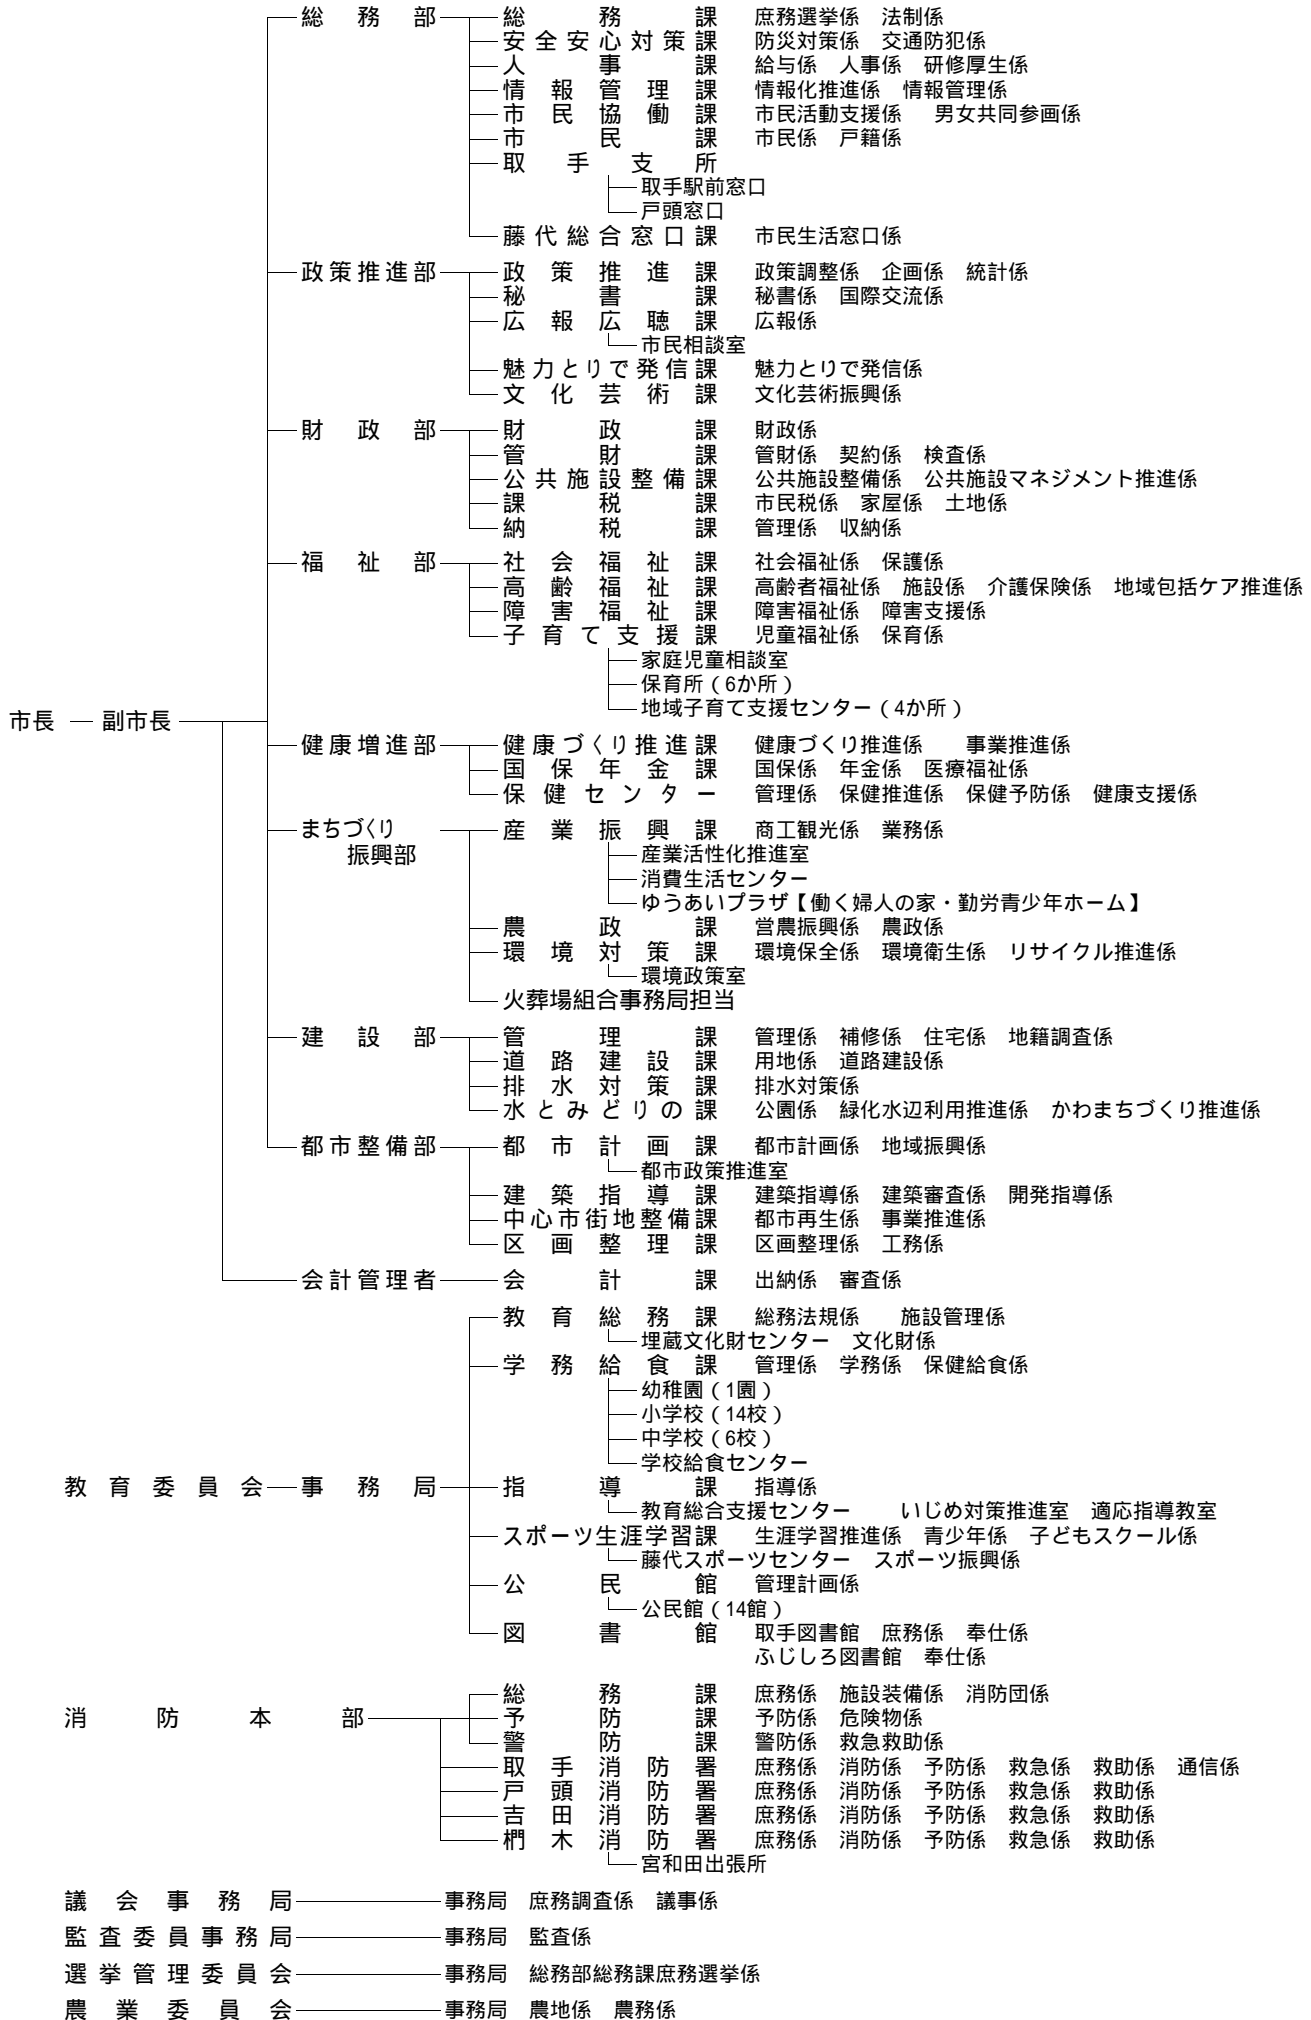 総務部 総務課 庶務選挙係 法制係
安全安心対策課 防災対策係 交通防犯係
人事課 給与係 人事係 研修厚生係
情報管理課 情報化推進係 情報管理係
市民協働課 市民活動支援係 男女共同参画係
市民課 市民係 戸籍係
取手支所
取手駅前窓口
戸頭窓口
藤代総合窓口課 市民生活窓口係
政策推進部 政策推進課 政策調整係 企画係 統計係
秘書課 秘書係 国際交流係
広報広聴課 広報係
市民相談室
魅力とりで発信課 魅力とりで発信係
文化芸術課 文化芸術振興係
財政部 財政課 財政係
管財課 管財係 契約係 検査係
公共施設整備課 公共施設整備係 公共施設マネジメント推進係
課税課 市民税係 家屋係 土地係
納税課 管理係 収納係
福祉部 社会福祉課 社会福祉係 保護係
高齢福祉課 高齢者福祉係 施設係 介護保険係 地域包括ケア推進係
障害福祉課 障害福祉係 障害支援係
子育て支援課 児童福祉係 保育係
家庭児童相談室
保育所(6か所)
地域子育て支援センター(4か所)
市長 副市長
健康増進部 健康づくり推進課 健康づくり推進係 事業推進係
国保年金課 国保係 年金係 医療福祉係
保健センター 管理係 保健推進係 保健予防係 健康支援係
まちづくり 産業振興課 商工観光係 業務係
振興部 産業活性化推進室
消費生活センター
ゆうあいプラザ【働く婦人の家・勤労青少年ホーム】
農政課 営農振興係 農政係
環境対策課 環境保全係 環境衛生係 リサイクル推進係
環境政策室
火葬場組合事務局担当
建設部 管理課 管理係 補修係 住宅係 地籍調査係
道路建設課 用地係 道路建設係
排水対策課 排水対策係
水とみどりの課 公園係 緑化水辺利用推進係 かわまちづくり推進係
都市整備部 都市計画課 都市計画係 地域振興係
都市政策推進室
建築指導課 建築指導係 建築審査係 開発指導係
中心市街地整備課 都市再生係 事業推進係
区画整理課 区画整理係 工務係
会計管理者 会計課 出納係 審査係
教育総務課 総務法規係 施設管理係
埋蔵文化財センター 文化財係
学務給食課 管理係 学務係 保健給食係
幼稚園(1園)
小学校(14校)
中学校(6校)
学校給食センター
教育委員会 事務局 指導課 指導係
教育総合支援センター いじめ対策推進室 適応指導教室
スポーツ生涯学習課 生涯学習推進係 青少年係 子どもスクール係
藤代スポーツセンター スポーツ振興係
公民館 管理計画係
公民館(14館)
図書館 取手図書館 庶務係 奉仕係
ふじしろ図書館 奉仕係
総務課 庶務係 施設装備係 消防団係
消防本部 予防課 予防係 危険物係
警防課 警防係 救急救助係
取手消防署 庶務係 消防係 予防係 救急係 救助係 通信係
戸頭消防署 庶務係 消防係 予防係 救急係 救助係
吉田消防署 庶務係 消防係 予防係 救急係 救助係
椚木消防署 庶務係 消防係 予防係 救急係 救助係
宮和田出張所
議会事務局 事務局 庶務調査係 議事係
監査委員事務局 事務局 監査係
選挙管理委員会 事務局 総務部総務課庶務選挙係
農業委員会 事務局 農地係 農務係